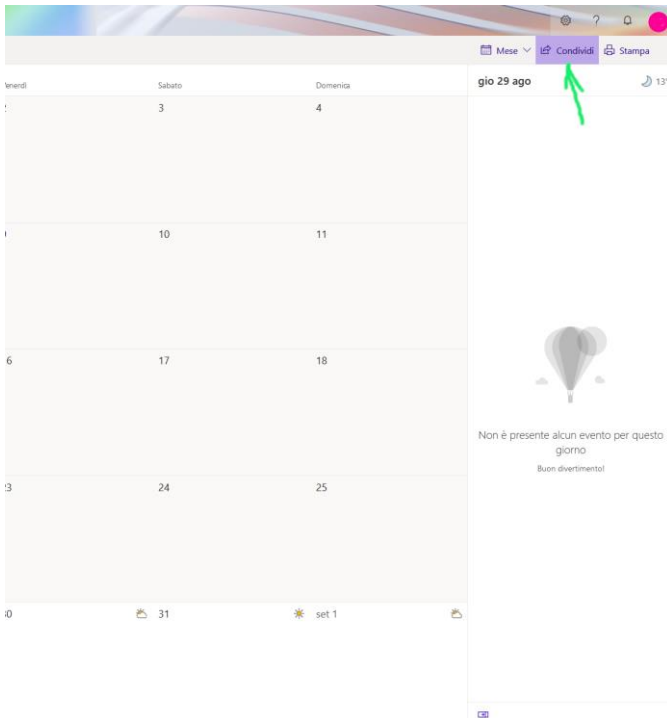 ?
Mese Condividi Stampa
Sabato Domenica gio 29 ago 13°
3 4
10 11
17 18
24 25
31 set 1
Non è presente alcun evento per questo
giorno
Buon divertimento!